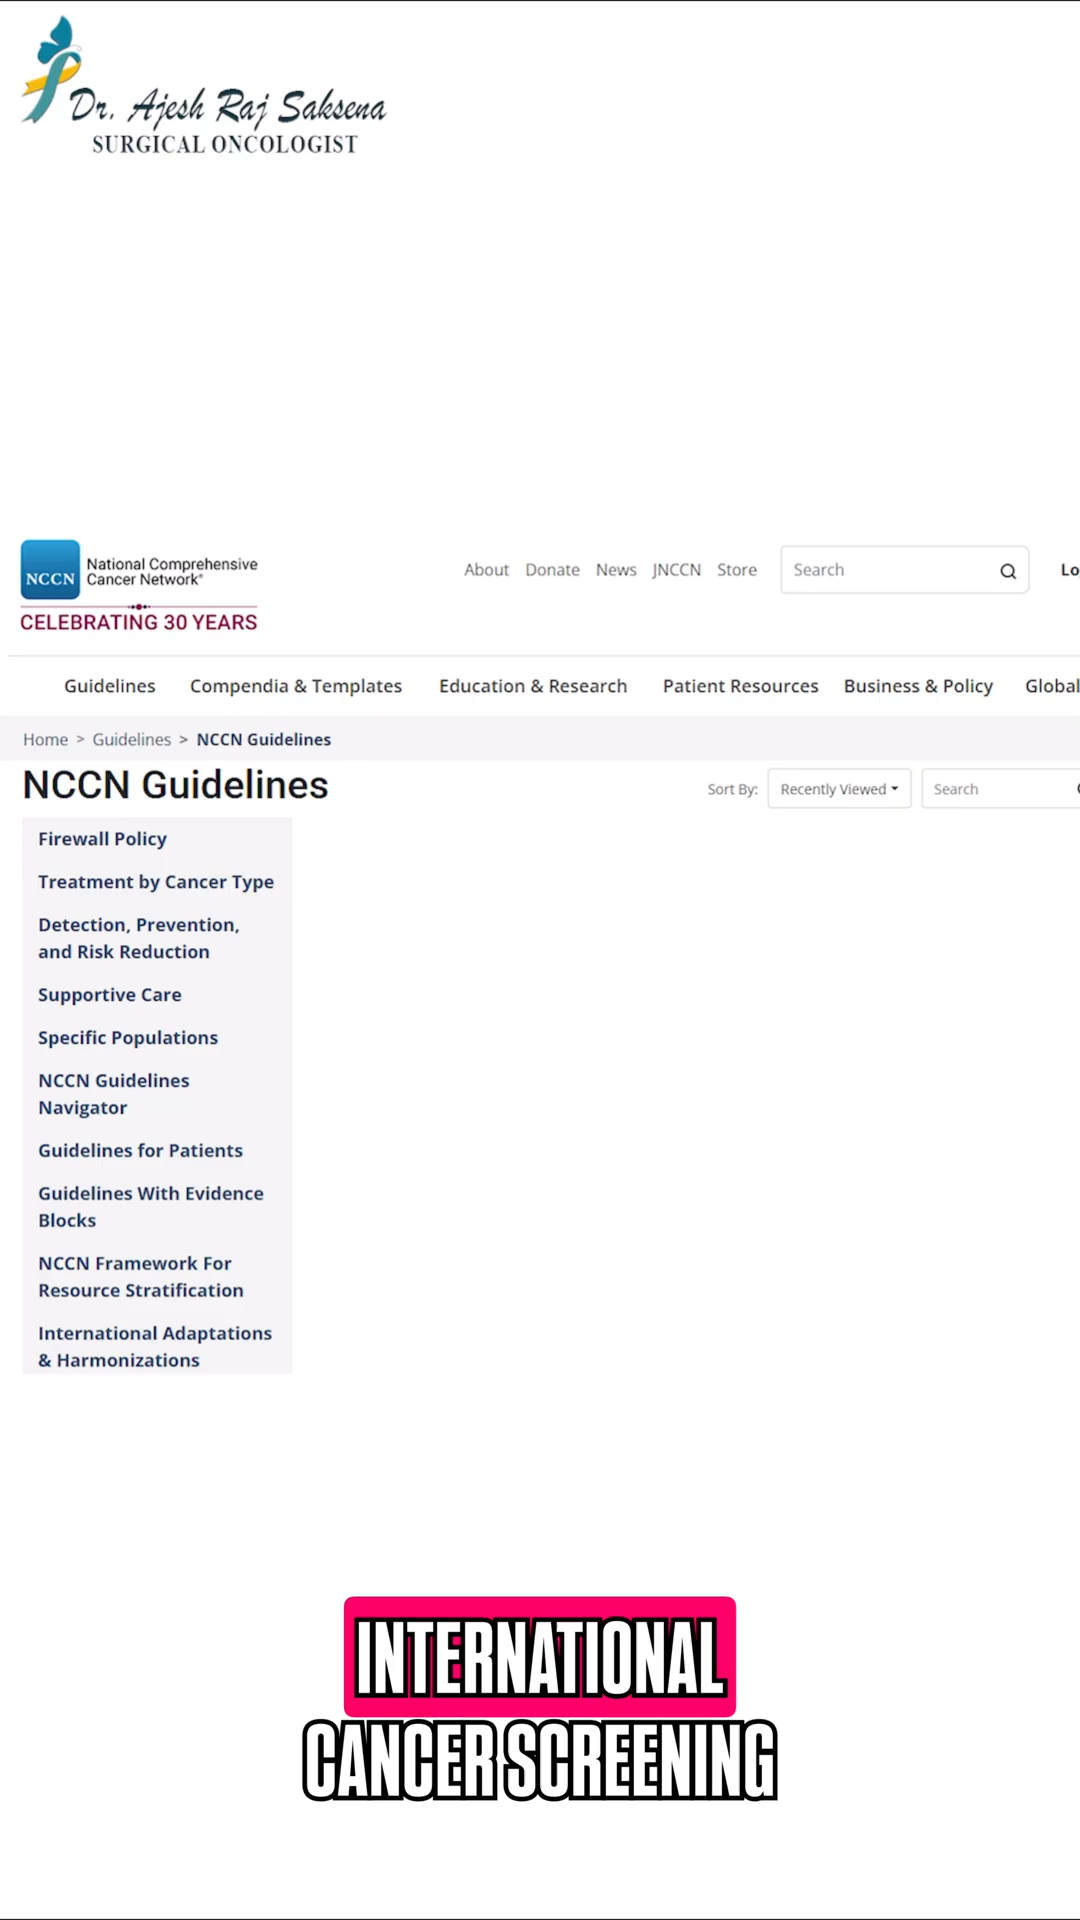 Dr. Ajesh Raj Saksena
SURGICAL ONCOLOGIST
NCCN
National Comprehensive
Cancer Network®
CELEBRATING 30 YEARS
About Donate News JNCCN Store Search
Guidelines Compendia & Templates Education & Research Patient Resources Business & Policy Global
Home > Guidelines > NCCN Guidelines
NCCN Guidelines
Sort By: Recently Viewed Search
Firewall Policy
Treatment by Cancer Type
Detection, Prevention,
and Risk Reduction
Supportive Care
Specific Populations
NCCN Guidelines
Navigator
Guidelines for Patients
Guidelines With Evidence
Blocks
NCCN Framework For
Resource Stratification
International Adaptations
& Harmonizations
INTERNATIONAL
CANCER SCREENING